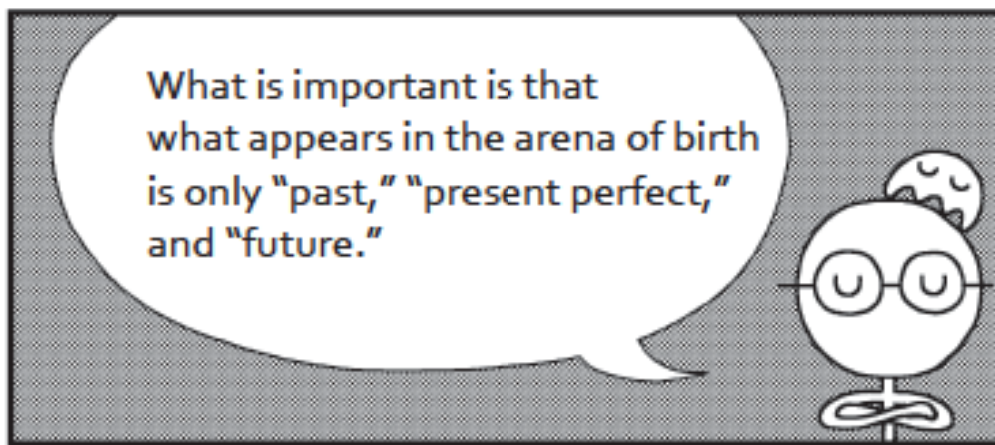 What is important is that
what appears in the arena of birth
is only “past,” “present perfect,”
and “future.”